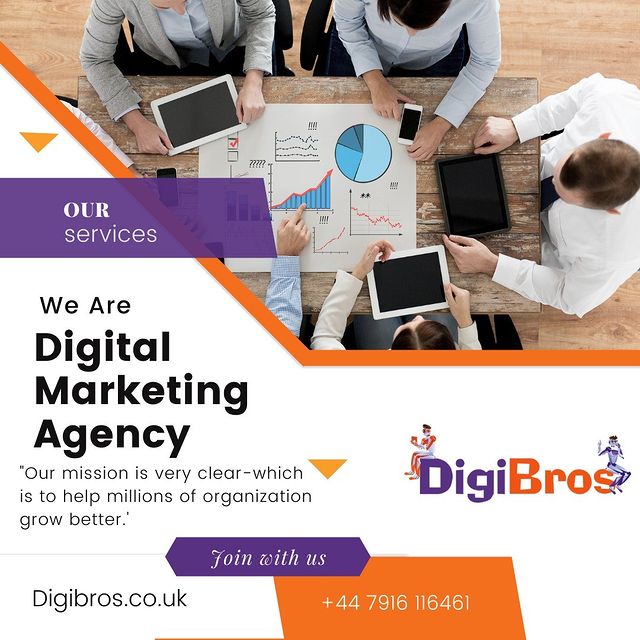 !!!!
?????
!!!!
**
!!!!
OUR
services
We Are
Digital
Marketing
Agency
"Our mission is very clear-which
is to help millions of organization
grow better.'
DigiBros
Join with us
Digibros.co.uk
+44 7916 116461